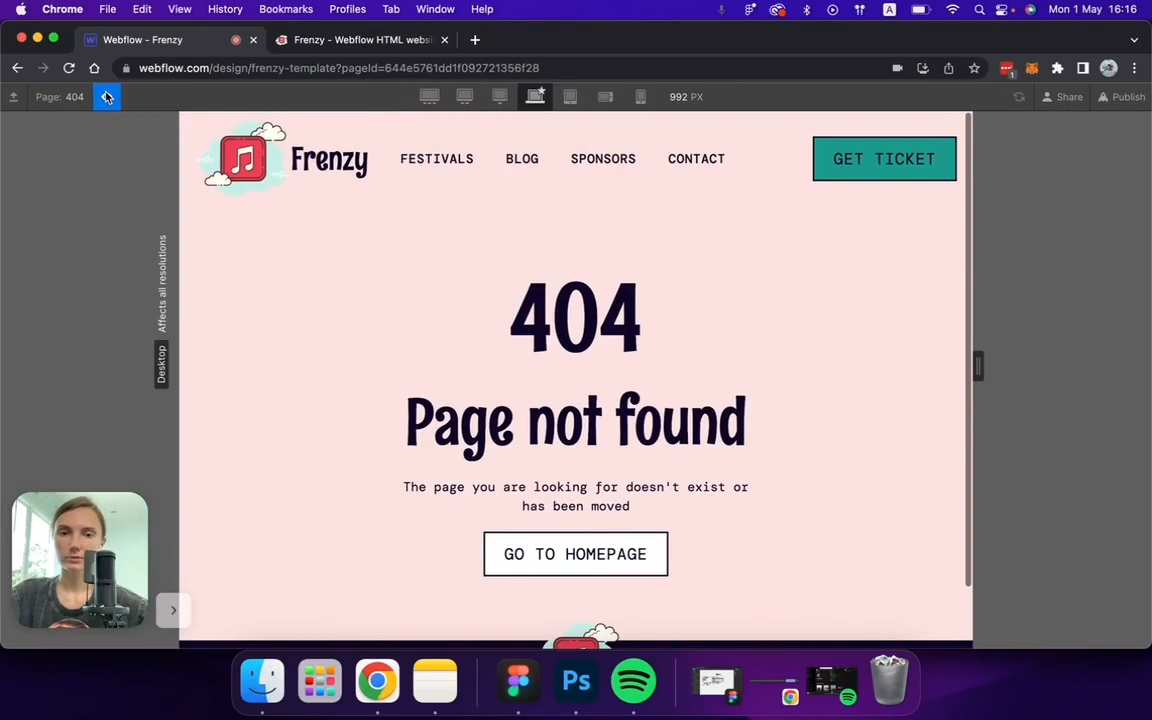 Chrome File Edit View History Bookmarks Profiles Tab Window Help A Mon 1 May 16:16
Webflow - Frenzy Frenzy - Webflow HTML websi
webflow.com/design/frenzy-template?pageId=644e5761dd1f092721356f28 1
Page: 404 992 PX Share Publish
Frenzy FESTIVALS BLOG SPONSORS CONTACT GET TICKET
Affects all resolutions
Desktop
404
Page not found
The page you are looking for doesn't exist or
has been moved
GO TO HOMEPAGE
Ps